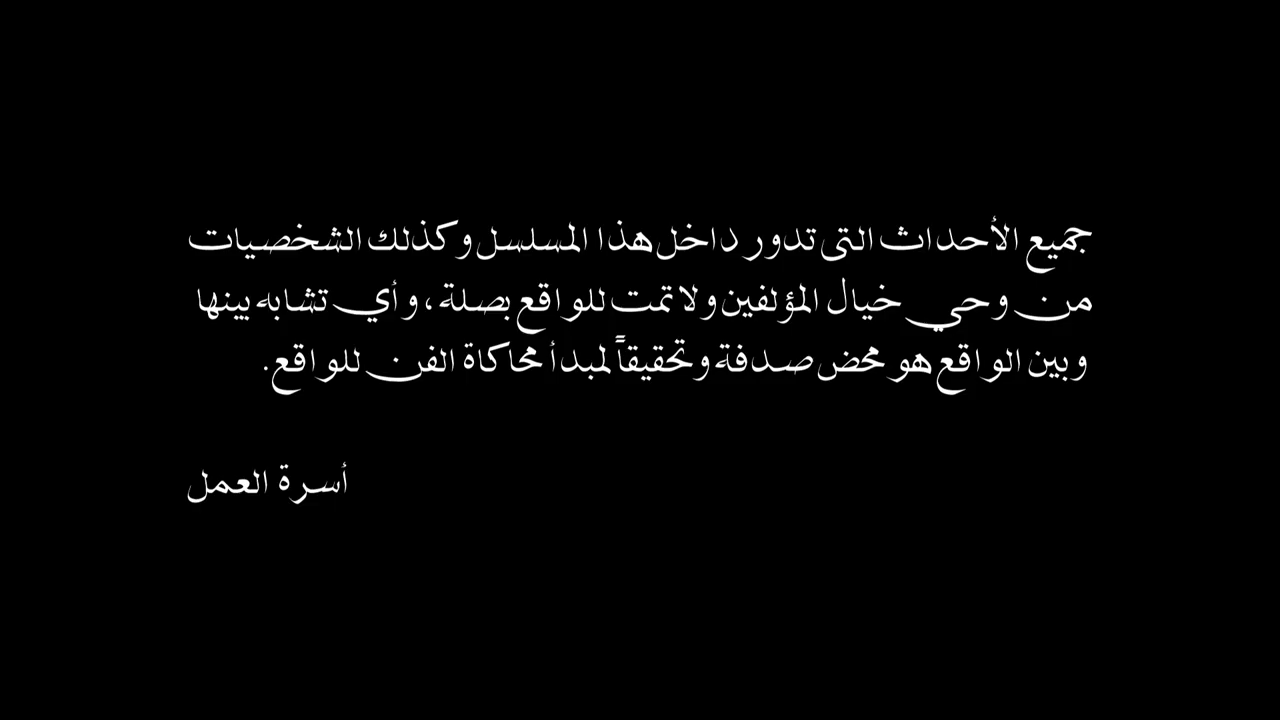 جميع الأحداث التى تدور داخل هذا المسلسل وكذلك الشخصيات
من وحي خيال المؤلفين ولا تمت للواقع بصلة، وأي تشابه بينها
وبين الواقع هو محض صدفة وتحقيقاً لمبدأ محاكاة الفن للواقع.
أسرة العمل